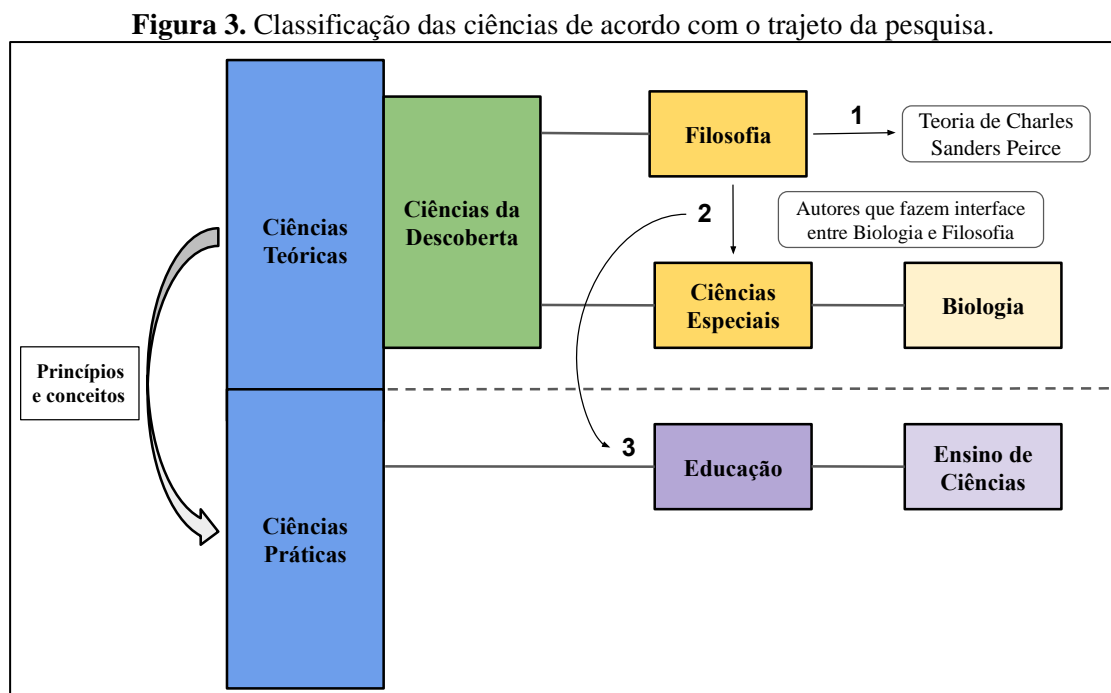 Figura 3. Classificação das ciências de acordo com o trajeto da pesquisa.
Ciências
Teóricas
Ciências da
Descoberta
Filosofia
1
Teoria de Charles
Sanders Peirce
2
Autores que fazem interface
entre Biologia e Filosofia
Ciências
Especiais
Biologia
Princípios
e conceitos
3
Educação
Ensino de
Ciências
Ciências
Práticas